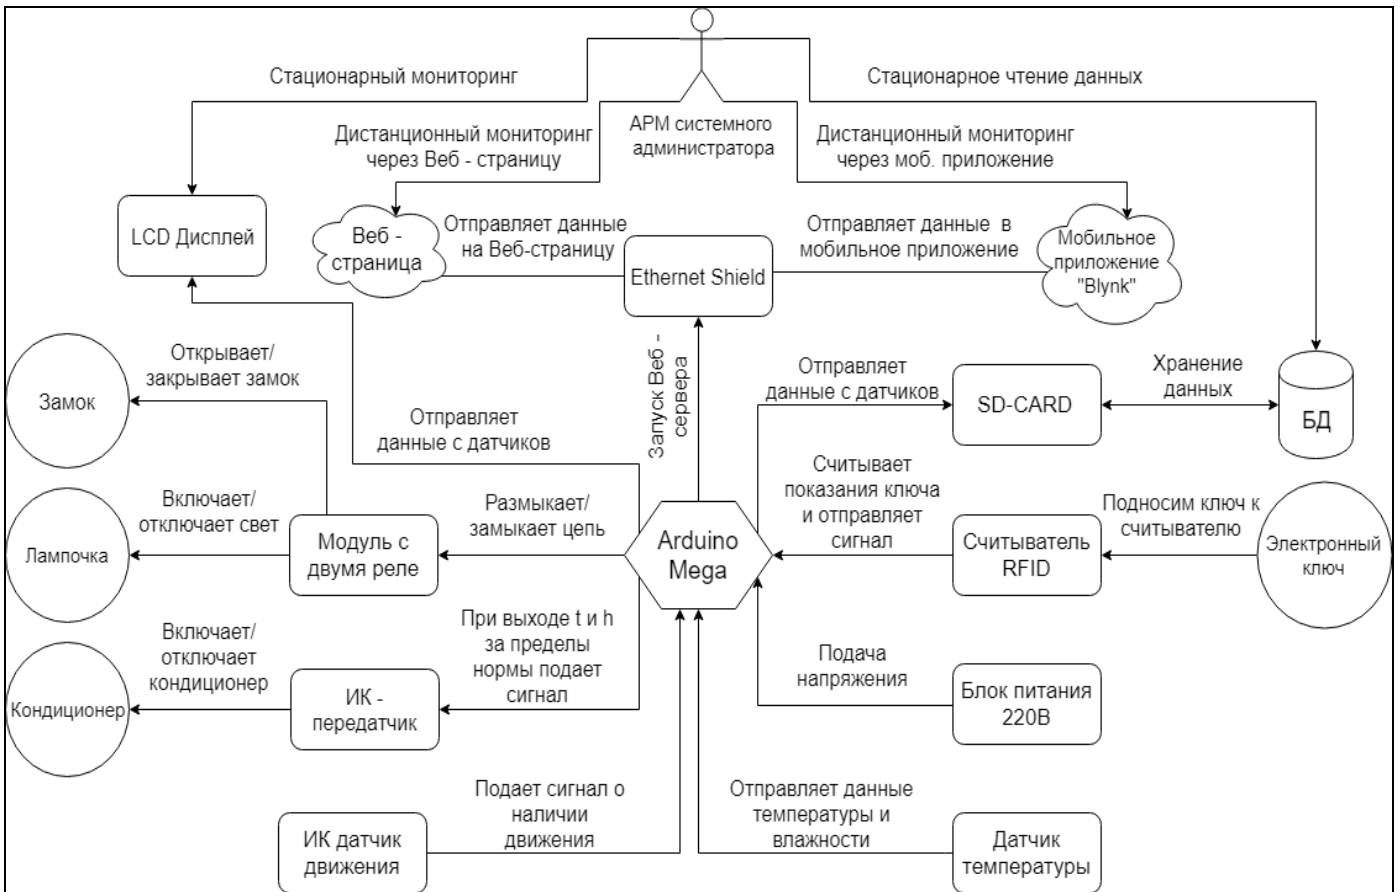 Стационарный мониторинг
Стационарное чтение данных
АРМ системного
администратора
Дистанционный мониторинг
через Веб - страницу
Дистанционный мониторинг
через моб. приложение
LCD Дисплей
Веб -
страница
Отправляет данные
на Веб-страницу
Ethernet Shield
Отправляет данные в
мобильное приложение
Мобильное
приложение
"Blynk"
Замок
Открывает/
закрывает замок
Отправляет
данные с датчиков
Запуск Веб -
сервера
Отправляет
данные с датчиков
SD-CARD
Хранение
данных
БД
Лампочка
Включает/
отключает свет
Модуль с
двумя реле
Размыкает/
замыкает цепь
Arduino
Mega
Считывает
показания ключа
и отправляет
сигнал
Считыватель
RFID
Подносим ключ к
считывателю
Электронный
ключ
Кондиционер
Включает/
отключает
кондиционер
ИК -
передатчик
При выходе t и h
за пределы
нормы подает
сигнал
Подача
напряжения
Блок питания
220В
ИК датчик
движения
Подает сигнал о
наличии
движения
Отправляет данные
температуры и
влажности
Датчик
температуры